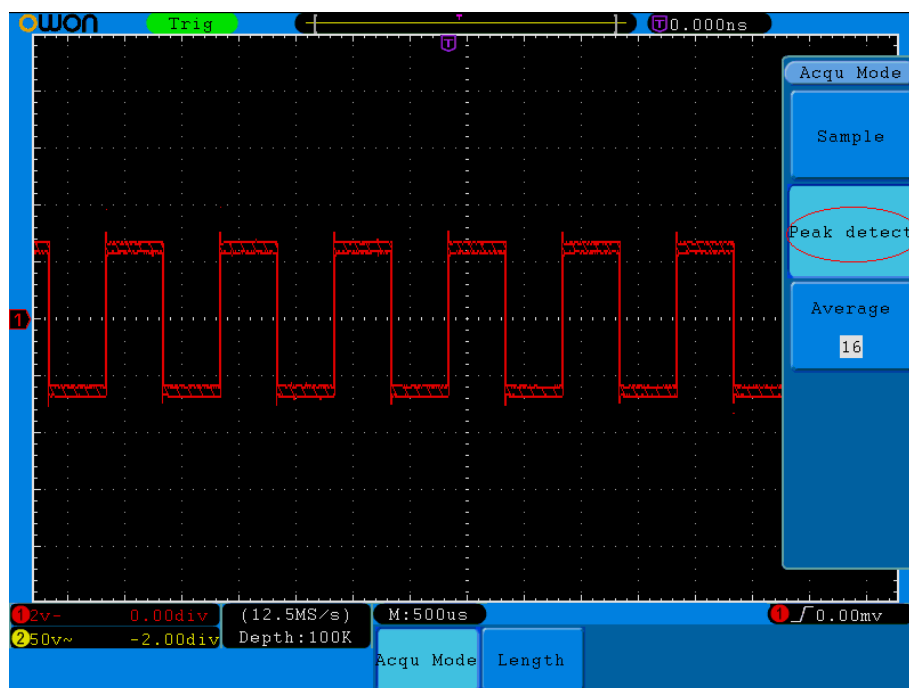 owon Trig T T 0.000ns
T
Acqu Mode
Sample
Peak detect
1
Average
16
1 2v- 0.00div (12.5MS/s) M:500us 1 0.00mv
2 50v~ -2.00div Depth:100K
Acqu Mode Length